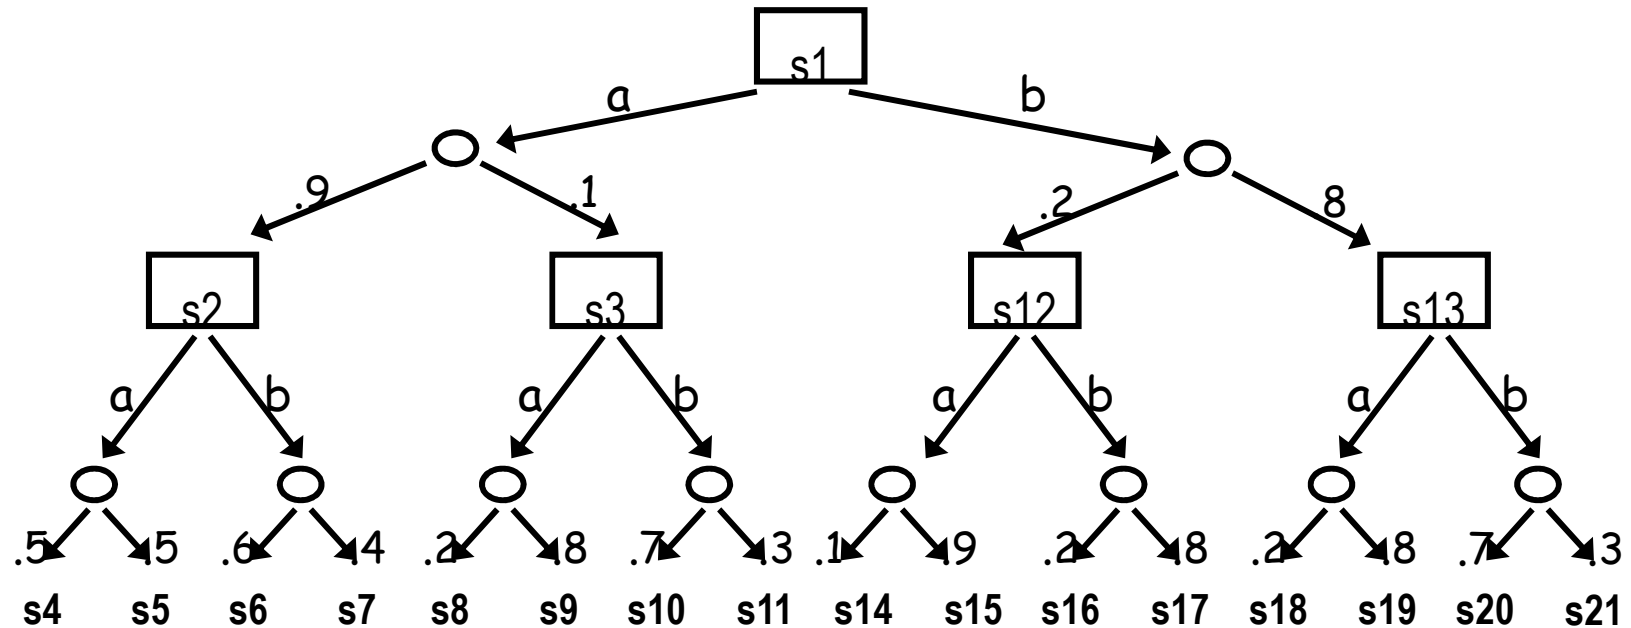 s1
a b
.9 .1 .2 8
s2 s3 s12 s13
a b a b a b a b
.5 .5 .6 .4 .2 .8 .7 .3 .1 .9 .2 .8 .2 .8 .7 .3
s4 s5 s6 s7 s8 s9 s10 s11 s14 s15 s16 s17 s18 s19 s20 s21